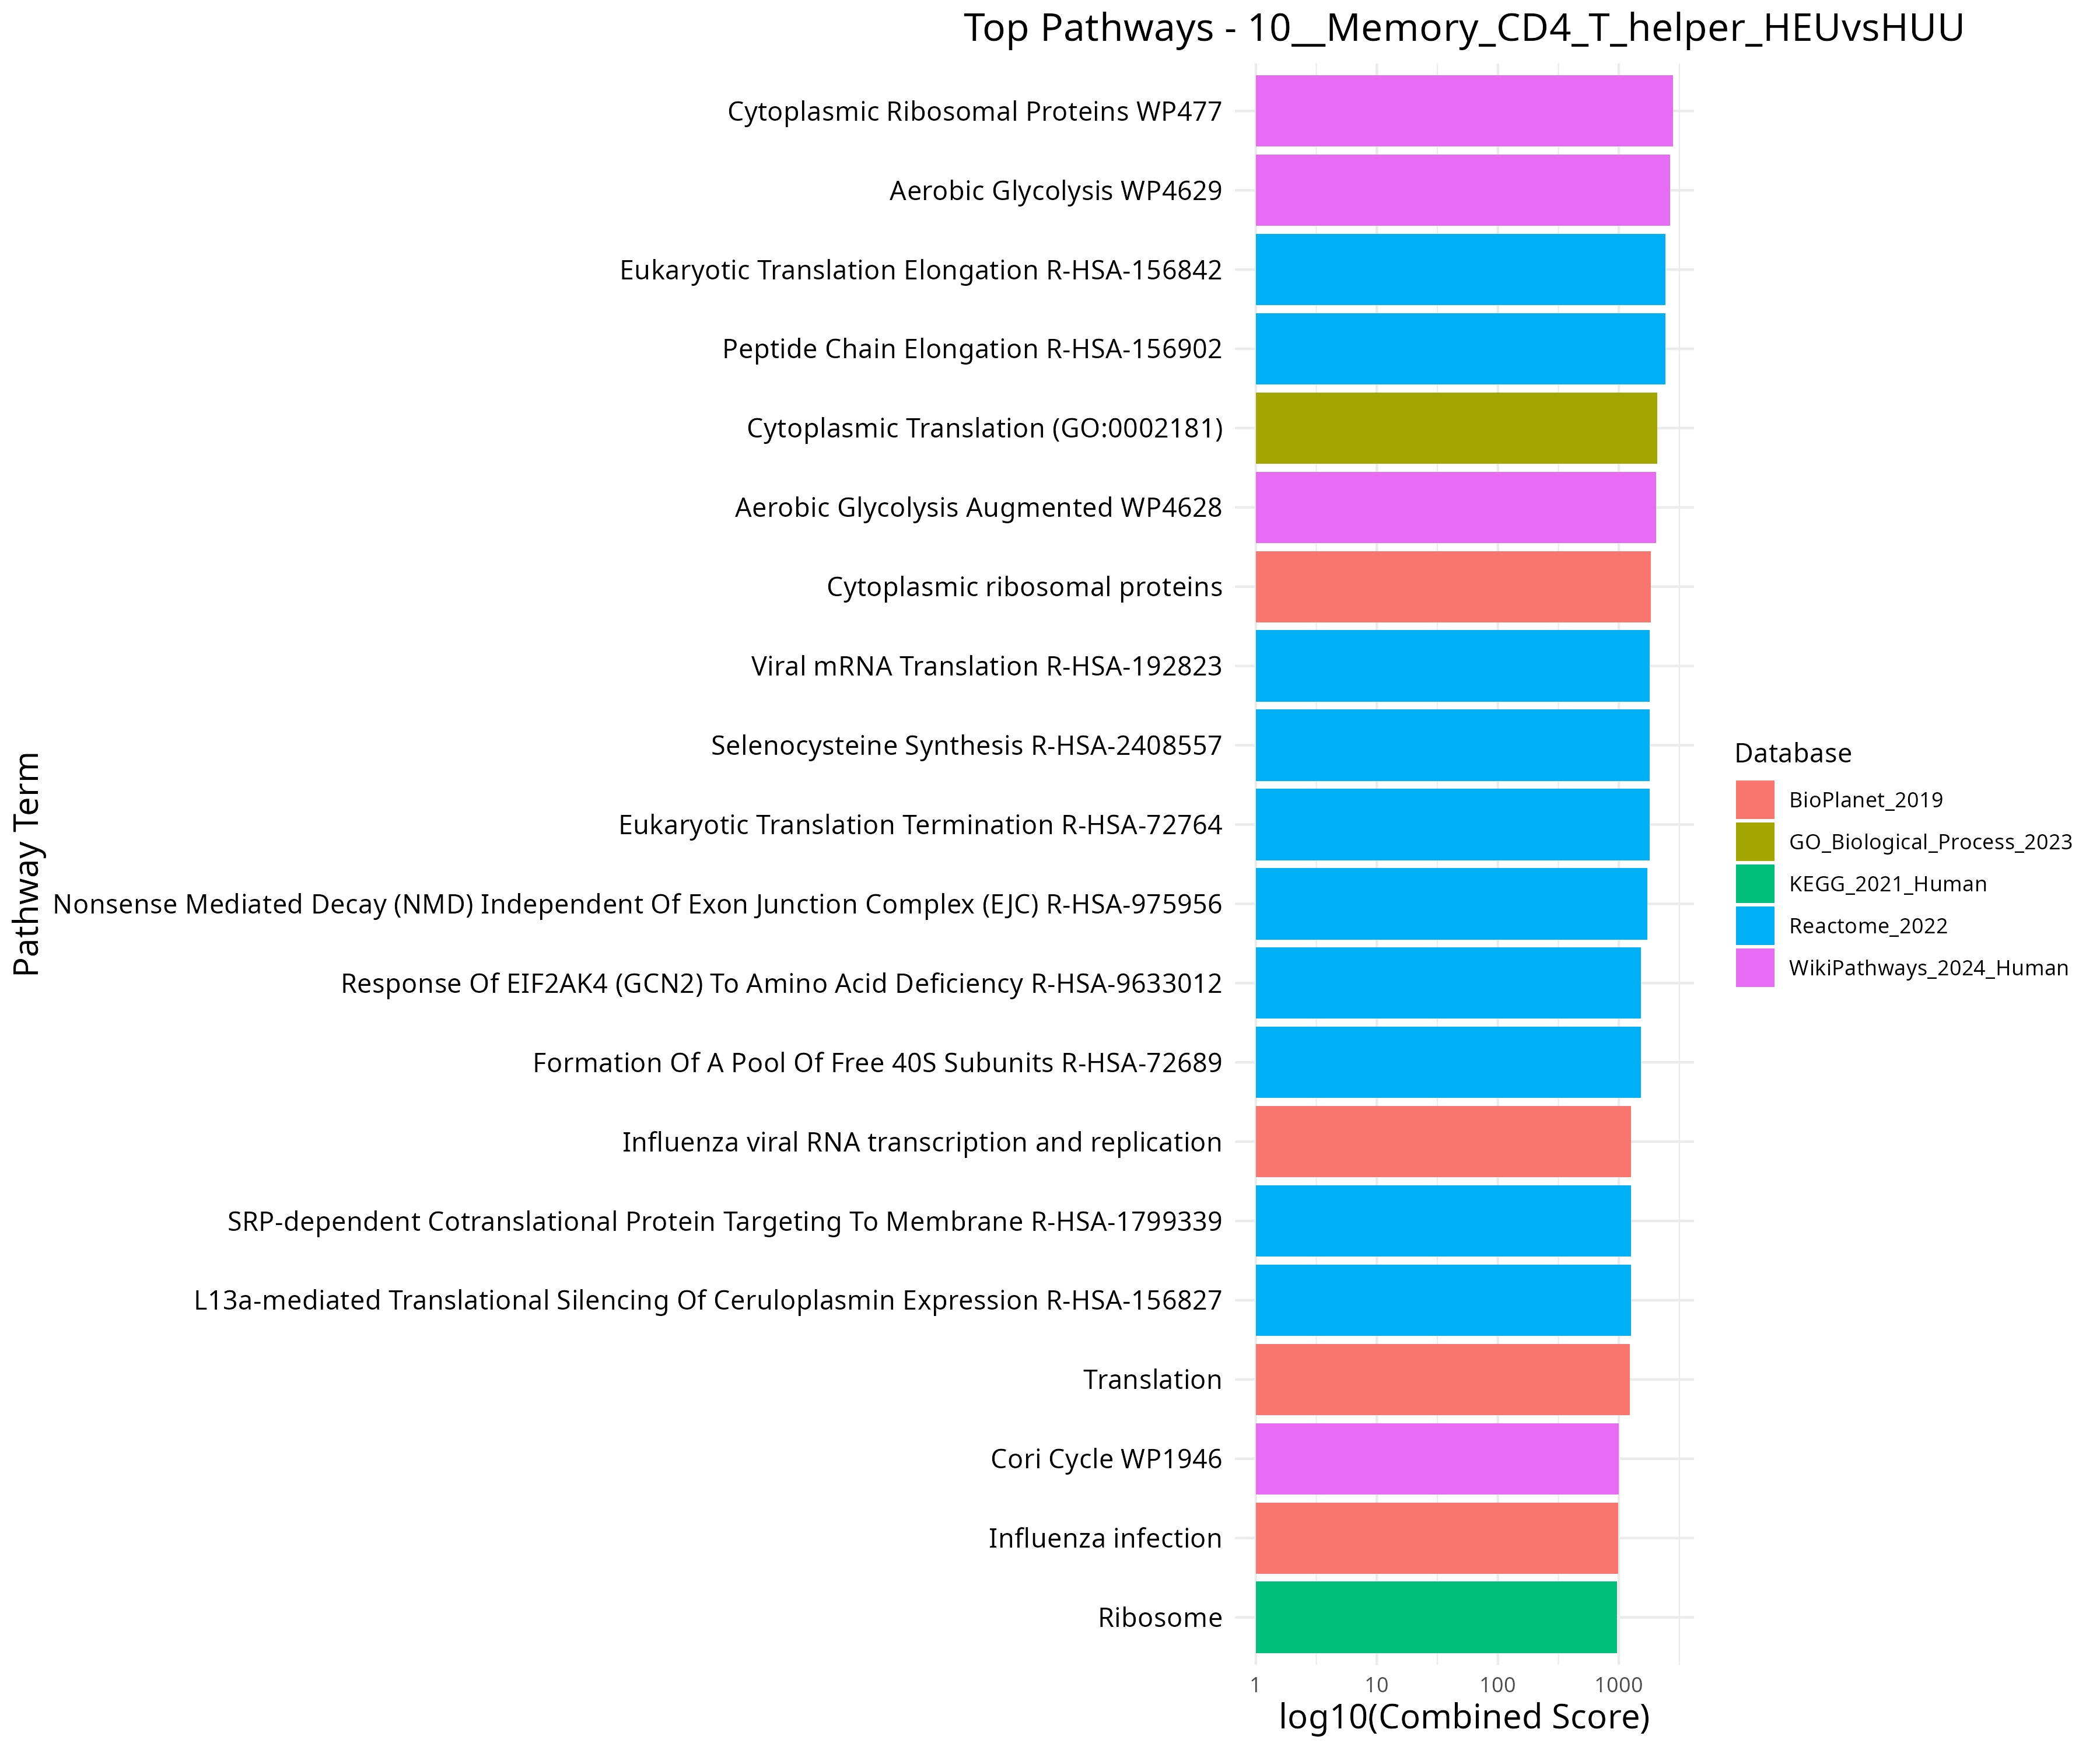 Top Pathways - 10__Memory_CD4_T_helper_HEUvsHUU
Pathway Term
Cytoplasmic Ribosomal Proteins WP477
Aerobic Glycolysis WP4629
Eukaryotic Translation Elongation R-HSA-156842
Peptide Chain Elongation R-HSA-156902
Cytoplasmic Translation (GO:0002181)
Aerobic Glycolysis Augmented WP4628
Cytoplasmic ribosomal proteins
Viral mRNA Translation R-HSA-192823
Selenocysteine Synthesis R-HSA-2408557
Eukaryotic Translation Termination R-HSA-72764
Nonsense Mediated Decay (NMD) Independent Of Exon Junction Complex (EJC) R-HSA-975956
Response Of EIF2AK4 (GCN2) To Amino Acid Deficiency R-HSA-9633012
Formation Of A Pool Of Free 40S Subunits R-HSA-72689
Influenza viral RNA transcription and replication
SRP-dependent Cotranslational Protein Targeting To Membrane R-HSA-1799339
L13a-mediated Translational Silencing Of Ceruloplasmin Expression R-HSA-156827
Translation
Cori Cycle WP1946
Influenza infection
Ribosome
1 10 100 1000
log10(Combined Score)
Database
BioPlanet_2019
GO_Biological_Process_2023
KEGG_2021_Human
Reactome_2022
WikiPathways_2024_Human